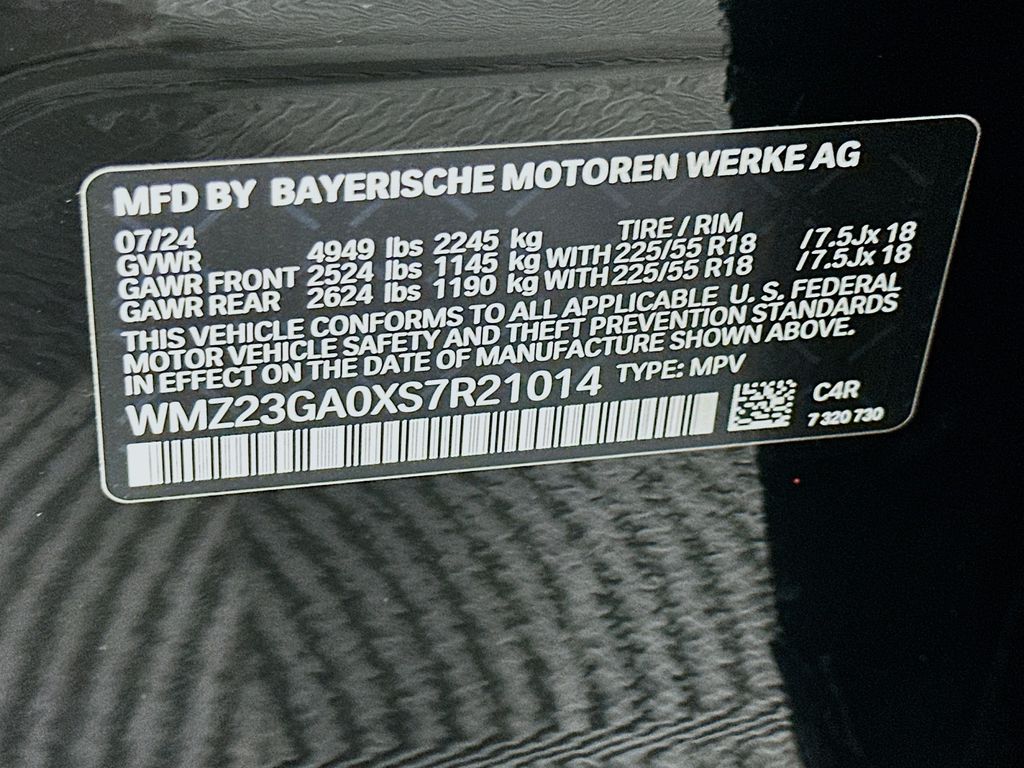 MFD BY BAYERISCHE MOTOREN WERKE AG
07/24 TIRE / RIM
GVWR 4949 lbs 2245 kg
GAWR FRONT 2524 lbs 1145 kg WITH 225/55 R18 /7.5Jx 18
GAWR REAR 2624 lbs 1190 kg WITH 225/55 R18 /7.5Jx 18
THIS VEHICLE CONFORMS TO ALL APPLICABLE U. S. FEDERAL
MOTOR VEHICLE SAFETY AND THEFT PREVENTION STANDARDS
IN EFFECT ON THE DATE OF MANUFACTURE SHOWN ABOVE.
WMZ23GA0XS7R21014 TYPE: MPV
C4R
7 320 730